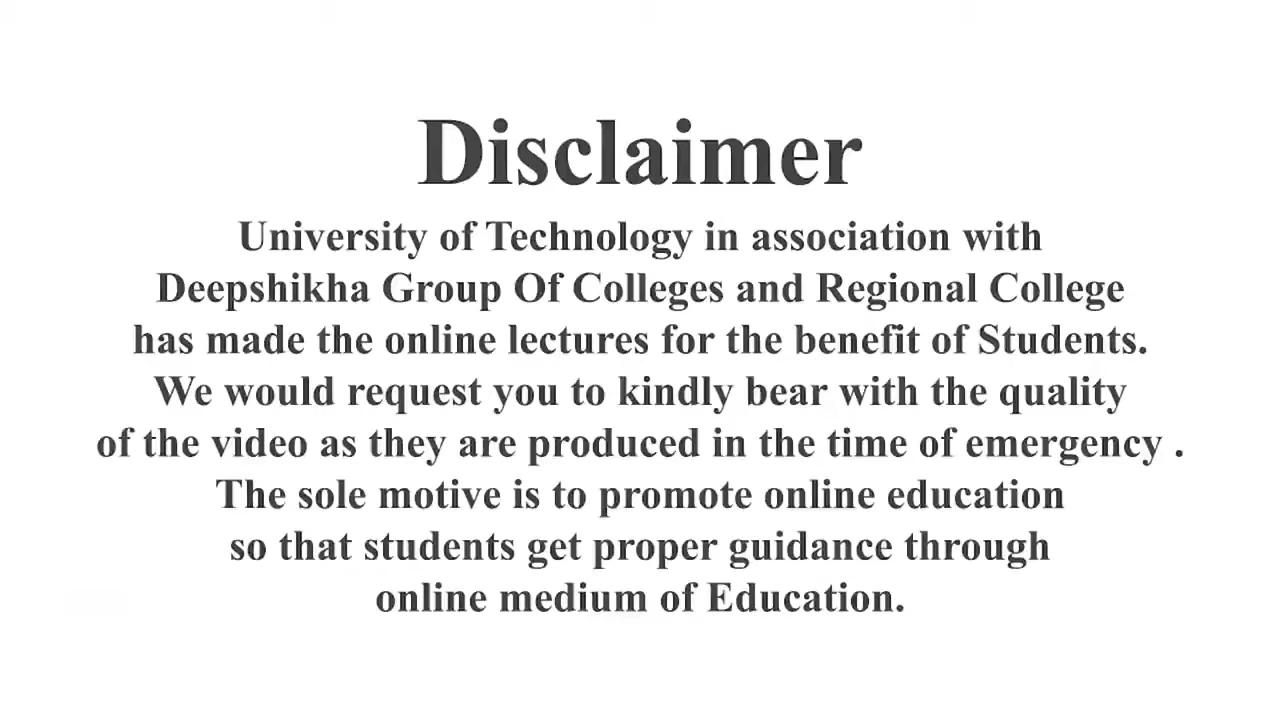 Disclaimer
University of Technology in association with
Deepshikha Group Of Colleges and Regional College
has made the online lectures for the benefit of Students.
We would request you to kindly bear with the quality
of the video as they are produced in the time of emergency .
The sole motive is to promote online education
so that students get proper guidance through
online medium of Education.